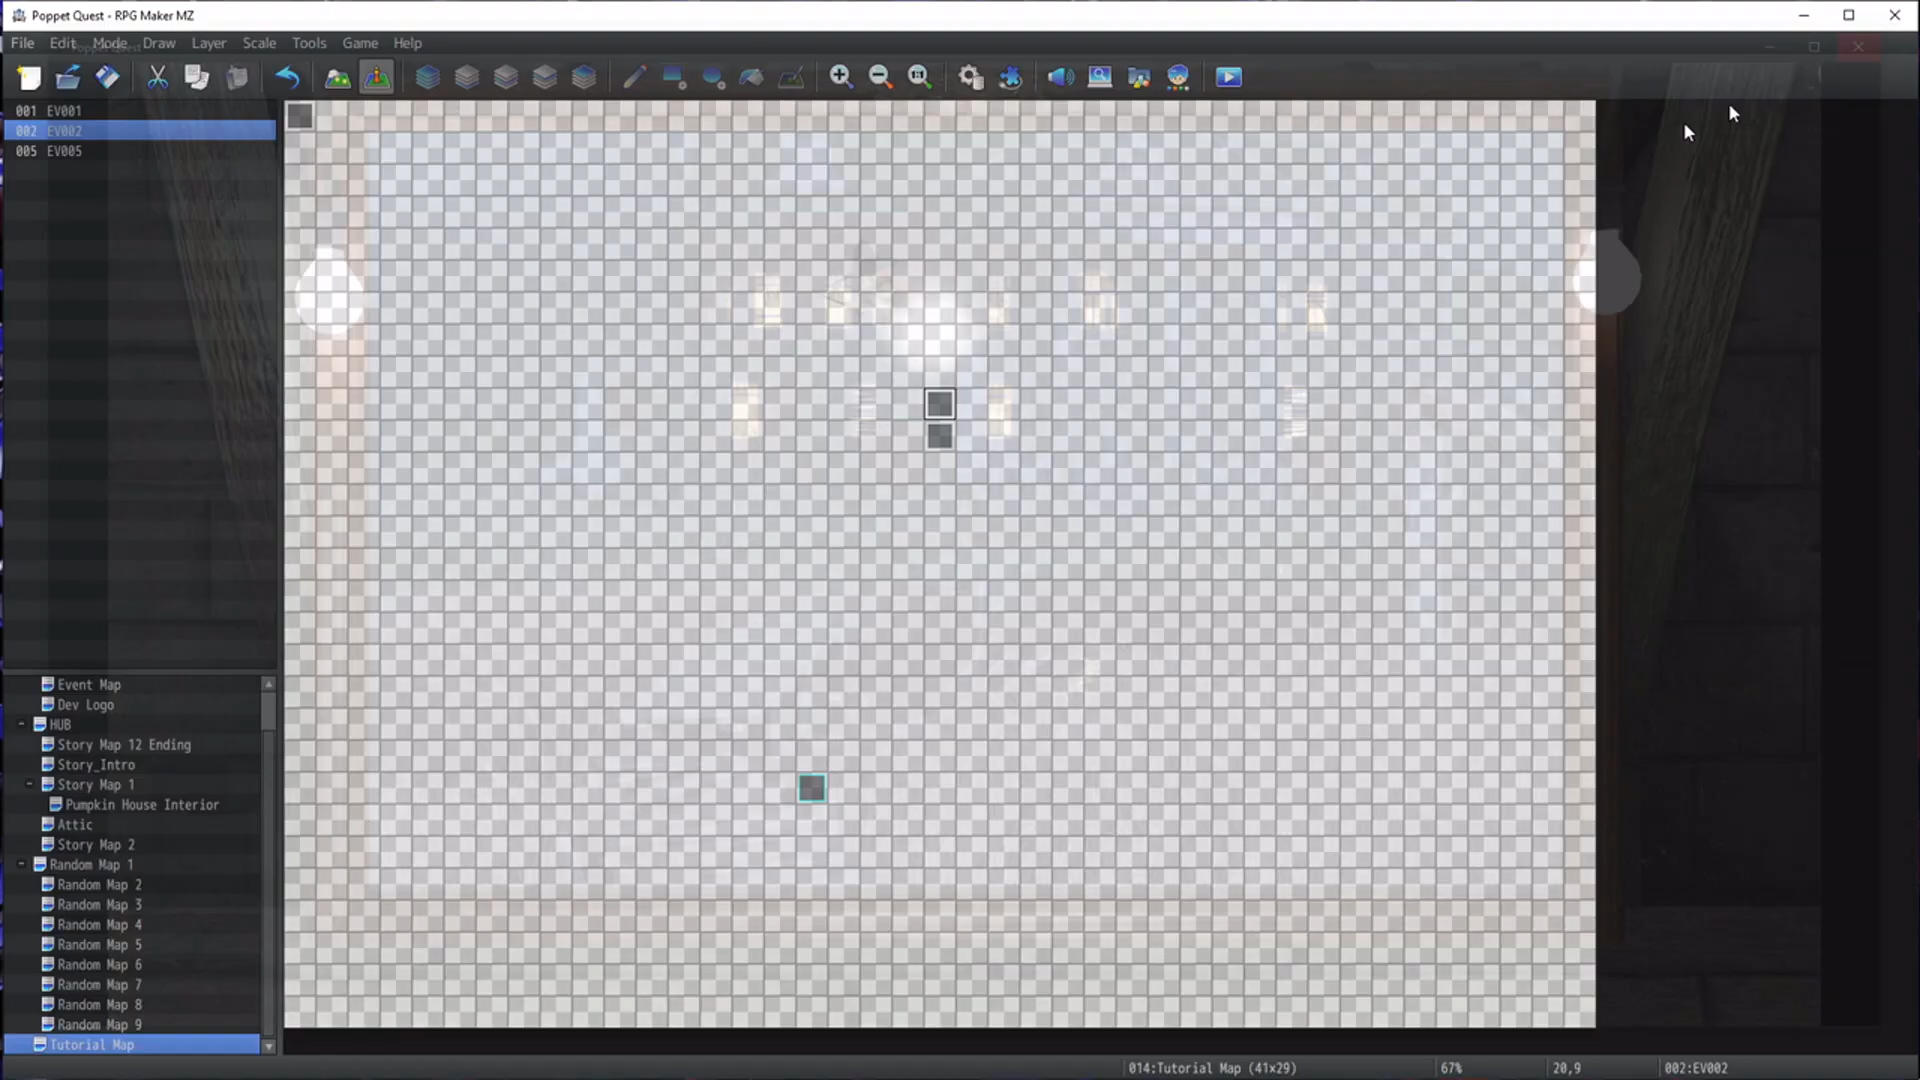 Poppet Quest - RPG Maker MZ
File Edit Mode Draw Layer Scale Tools Game Help
Poppet Quest
001 EV001
002 EV002
005 EV005
Event Map
Dev Logo
HUB
Story Map 12 Ending
Story_Intro
Story Map 1
Pumpkin House Interior
Attic
Story Map 2
Random Map 1
Random Map 2
Random Map 3
Random Map 4
Random Map 5
Random Map 6
Random Map 7
Random Map 8
Random Map 9
Tutorial Map
014:Tutorial Map (41x29) 67% 20,9 002:EV002